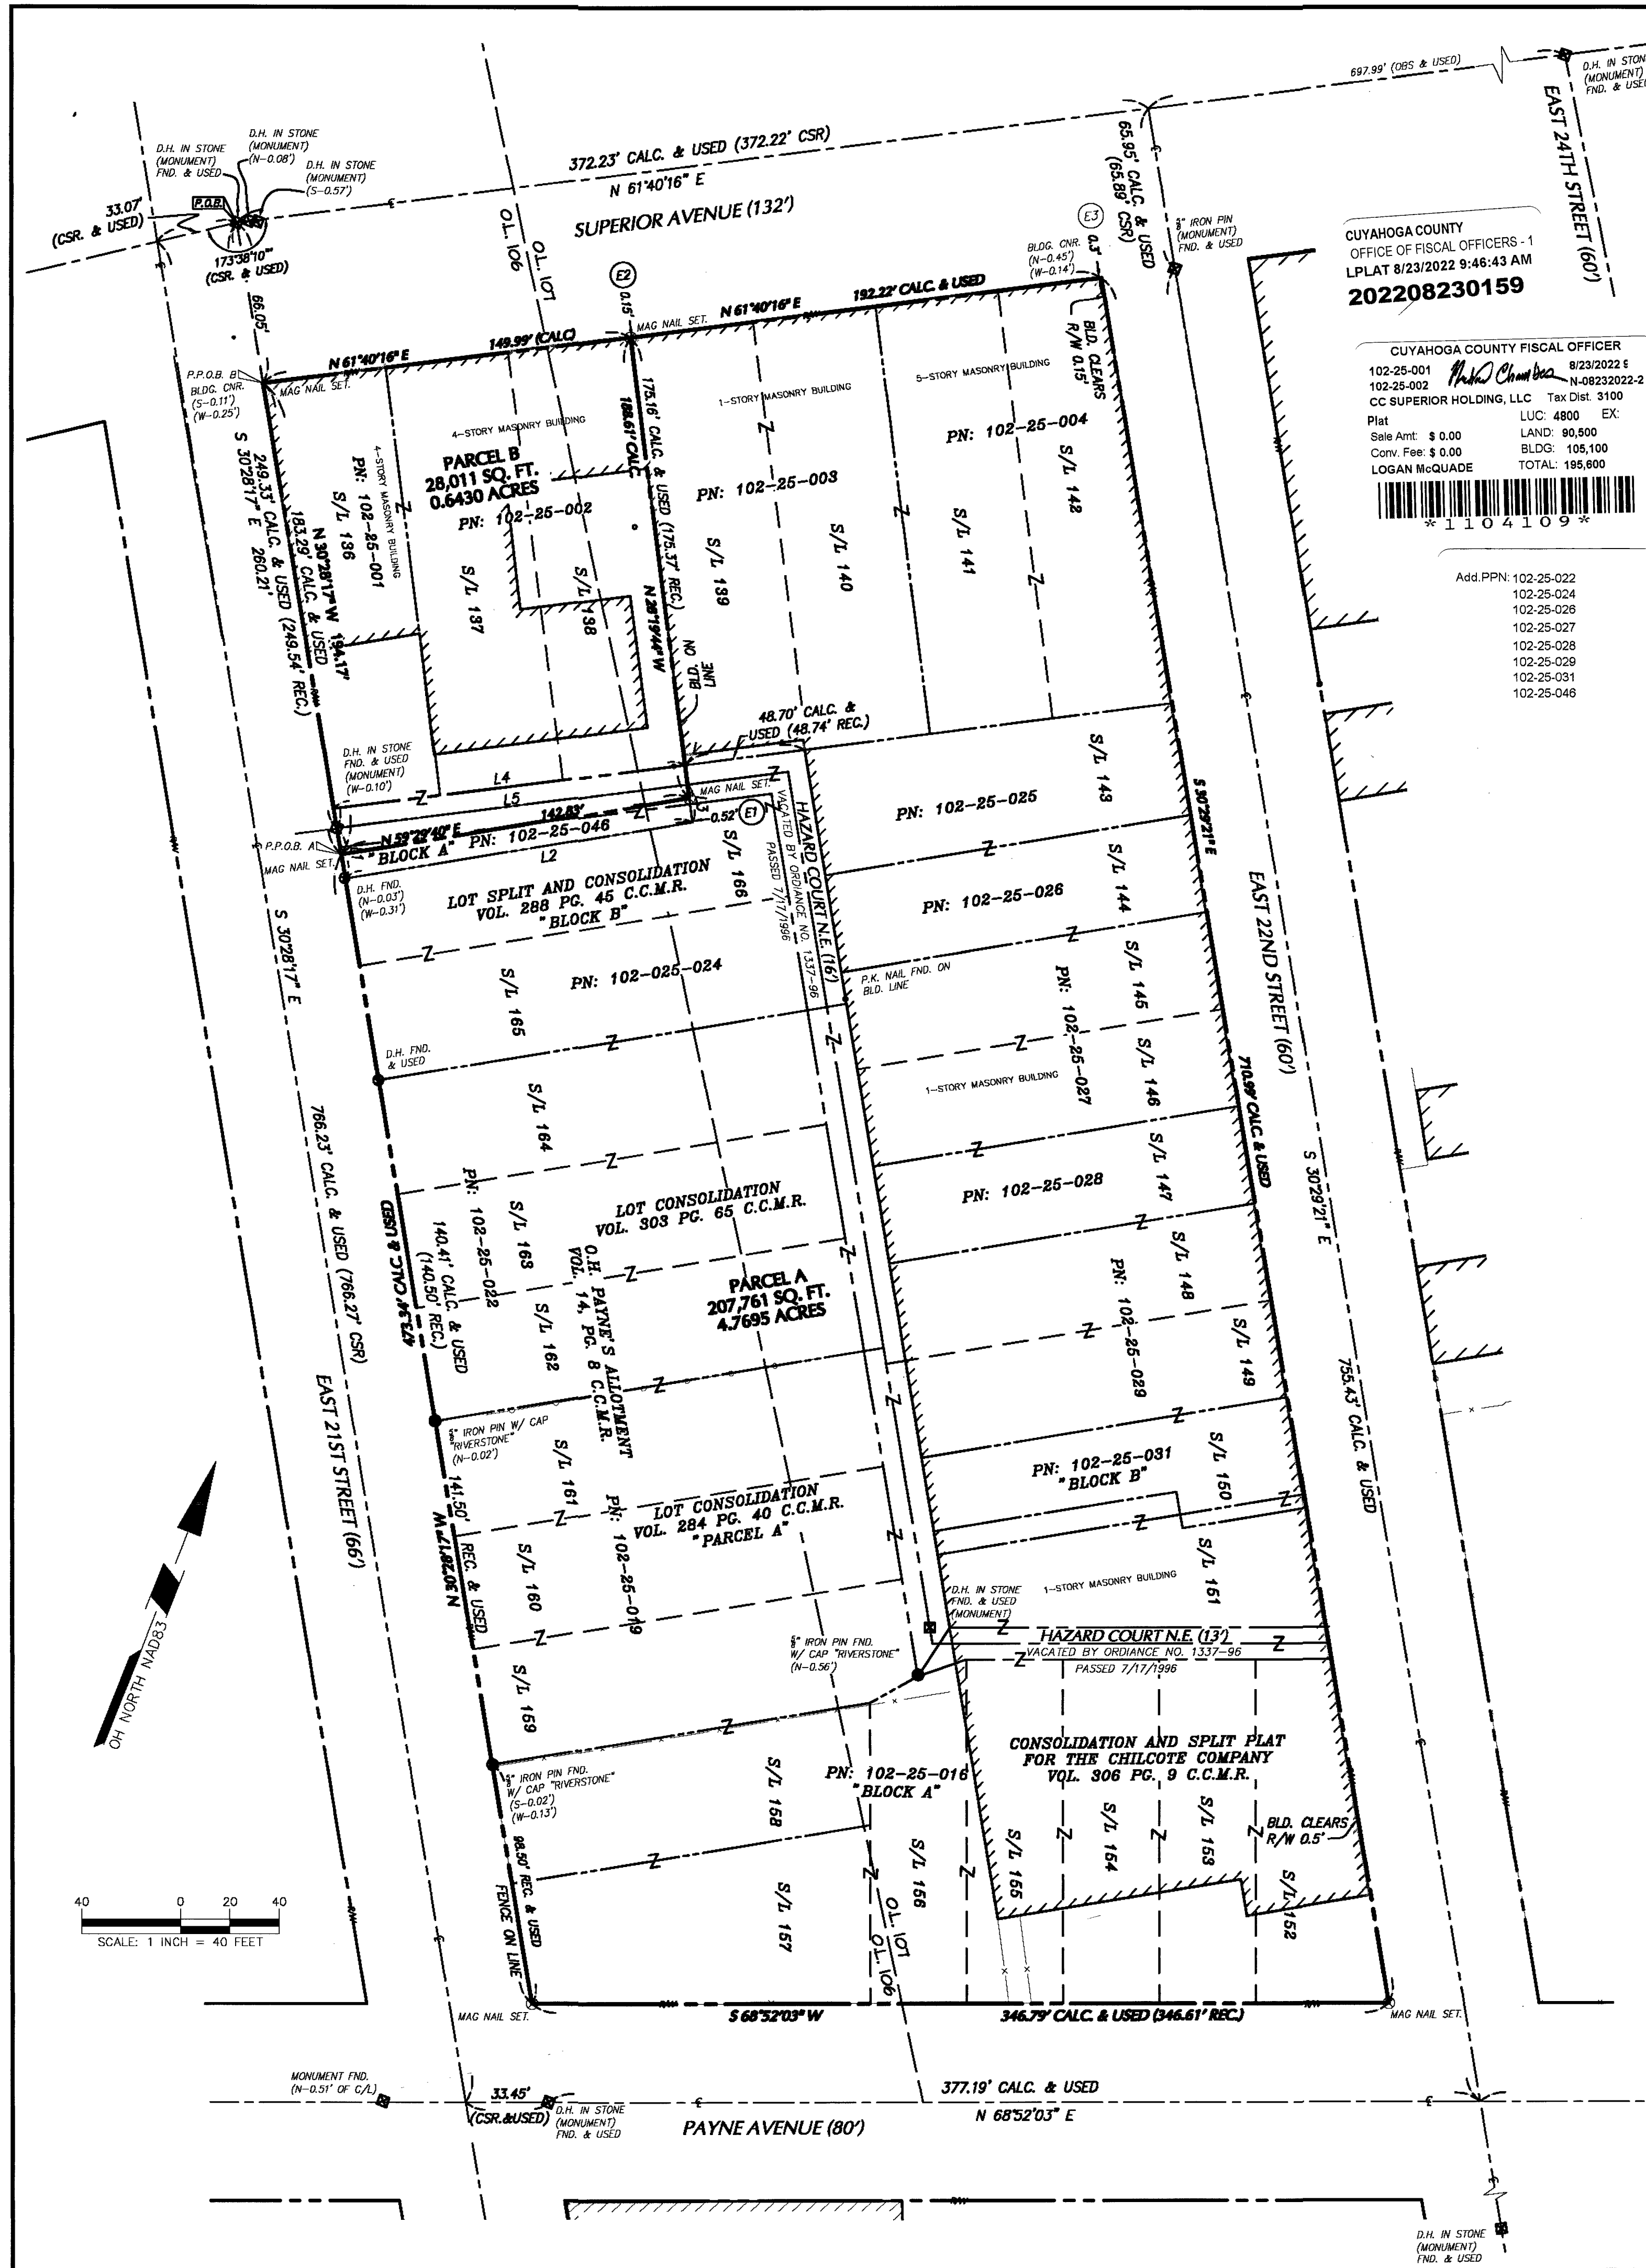 697.99' (OBS & USED)
D.H. IN STONE
(MONUMENT)
FND. & USED
EAST 24TH STREET (60')
D.H. IN STONE
(MONUMENT)
FND. & USED
D.H. IN STONE
(MONUMENT)
(N-0.08')
D.H. IN STONE
(MONUMENT)
(S-0.57')
P.O.B.
33.07'
(CSR. & USED)
173°38'10"
(CSR. & USED)
66.05'
372.23' CALC. & USED (372.22' CSR)
N 61°40'16" E
SUPERIOR AVENUE (132')
O.L. 106
O.L. 107
65.95' CALC. & USED
(65.89' CSR)
5/8" IRON PIN
(MONUMENT)
FND. & USED
E3
0.3'
BLDG. CNR.
(N-0.45')
(W-0.14')
E2
0.15'
MAG NAIL SET.
N 61°40'16" E
192.22' CALC. & USED
BLD. CLEARS
R/W 0.15'
CUYAHOGA COUNTY
OFFICE OF FISCAL OFFICERS - 1
LPLAT 8/23/2022 9:46:43 AM
202208230159
CUYAHOGA COUNTY FISCAL OFFICER
102-25-001
102-25-002
8/23/2022 9
N-08232022-2
CC SUPERIOR HOLDING, LLC Tax Dist. 3100
Plat LUC: 4800 EX:
Sale Amt: $ 0.00 LAND: 90,500
Conv. Fee: $ 0.00 BLDG: 105,100
LOGAN McQUADE TOTAL: 195,600
*1104109*
Add.PPN: 102-25-022
102-25-024
102-25-026
102-25-027
102-25-028
102-25-029
102-25-031
102-25-046
N 61°40'16" E
149.99' (CALC)
P.P.O.B. B
BLDG. CNR.
(S-0.11')
(W-0.25')
MAG NAIL SET.
4-STORY MASONRY BUILDING
4-STORY MASONRY BUILDING
1-STORY MASONRY BUILDING
5-STORY MASONRY BUILDING
PARCEL B
28,011 SQ. FT.
0.6430 ACRES
PN: 102-25-002
PN: 102-25-001
S/L 136
S/L 137
S/L 138
175.16' CALC. & USED (175.37' REC.)
188.61' CALC
N 28°19'44" W
PN: 102-25-003
PN: 102-25-004
S/L 139
S/L 140
S/L 141
S/L 142
S 30°28'17" E 260.21'
249.33' CALC. & USED (249.54' REC.)
183.29' CALC. & USED
N 30°28'17" W 194.17'
BLD. ON
LINE
48.70' CALC. &
USED (48.74' REC.)
D.H. IN STONE
FND. & USED
(MONUMENT)
(W-0.10')
L4
L5
142.83'
N 59°29'40" E
MAG NAIL SET.
L3
0.52'
E1
P.P.O.B. A
MAG NAIL SET.
L1
"BLOCK A" PN: 102-25-046
L2
D.H. FND.
(N-0.03')
(W-0.31')
LOT SPLIT AND CONSOLIDATION
VOL. 288 PG. 45 C.C.M.R.
"BLOCK B"
S/L 166
HAZARD COURT N.E. (16')
VACATED BY ORDIANCE NO. 1337-96
PASSED 7/17/1996
PN: 102-25-025
S/L 143
S 30°29'21" E
PN: 102-25-026
S/L 144
EAST 22ND STREET (60')
S 30°28'17" E
PN: 102-025-024
S/L 165
P.K. NAIL FND. ON
BLD. LINE
S/L 145
PN: 102-25-027
S/L 146
1-STORY MASONRY BUILDING
D.H. FND.
& USED
S/L 164
710.99' CALC. & USED
S 30°29'21" E
766.23' CALC. & USED (766.27' CSR)
PN: 102-25-022
S/L 163
LOT CONSOLIDATION
VOL. 303 PG. 65 C.C.M.R.
PN: 102-25-028
S/L 147
473.34' CALC & USED
140.41' CALC. & USED
(140.50' REC.)
S/L 162
O.H. PAYNE'S ALLOTMENT
VOL. 14, PG. 8 C.C.M.R.
PARCEL A
207,761 SQ. FT.
4.7695 ACRES
S/L 148
PN: 102-25-029
S/L 149
755.43' CALC. & USED
EAST 21ST STREET (66')
5/8" IRON PIN W/ CAP
"RIVERSTONE"
(N-0.02')
S/L 161
PN: 102-25-031
"BLOCK B"
S/L 150
141.50' REC. & USED
N 30°28'17" W
LOT CONSOLIDATION
VOL. 284 PG. 40 C.C.M.R.
"PARCEL A"
PN: 102-25-019
S/L 160
D.H. IN STONE
FND. & USED
(MONUMENT)
1-STORY MASONRY BUILDING
S/L 151
OH NORTH NAD83
5/8" IRON PIN FND.
W/ CAP "RIVERSTONE"
(N-0.56')
HAZARD COURT N.E. (13')
VACATED BY ORDIANCE NO. 1337-96
PASSED 7/17/1996
S/L 159
5/8" IRON PIN FND.
W/ CAP "RIVERSTONE"
(S-0.02')
(W-0.13')
S/L 158
PN: 102-25-016
"BLOCK A"
CONSOLIDATION AND SPLIT PLAT
FOR THE CHILCOTE COMPANY
VOL. 306 PG. 9 C.C.M.R.
BLD. CLEARS
R/W 0.5'
98.50' REC. & USED
FENCE ON LINE
S/L 157
S/L 156
S/L 155
S/L 154
S/L 153
S/L 152
O.L. 107
O.L. 106
40 0 20 40
SCALE: 1 INCH = 40 FEET
MAG NAIL SET.
S 68°52'03" W
346.79' CALC. & USED (346.61' REC.)
MAG NAIL SET.
MONUMENT FND.
(N-0.51' OF C/L)
33.45'
(CSR.&USED)
D.H. IN STONE
(MONUMENT)
FND. & USED
PAYNE AVENUE (80')
377.19' CALC. & USED
N 68°52'03" E
D.H. IN STONE
(MONUMENT)
FND. & USED